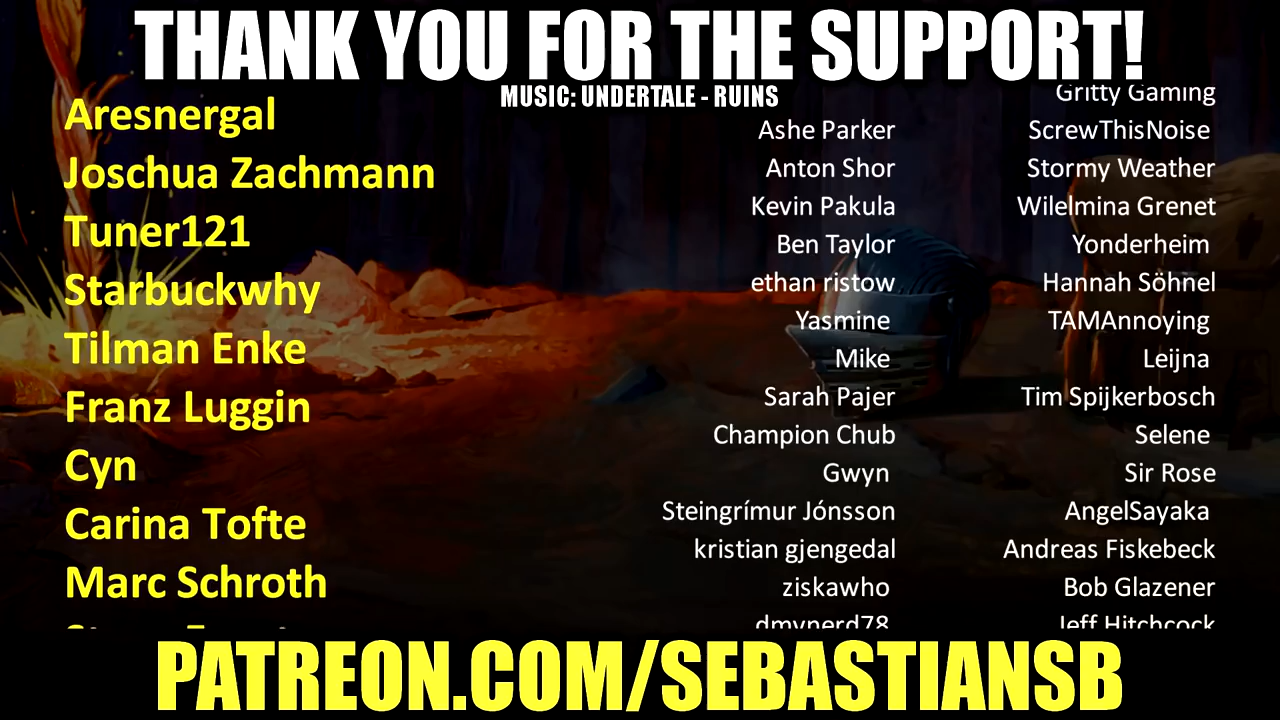 THANK YOU FOR THE SUPPORT!
MUSIC: UNDERTALE - RUINS
Aresnergal
Joschua Zachmann
Tuner121
Starbuckwhy
Tilman Enke
Franz Luggin
Cyn
Carina Tofte
Marc Schroth
Ashe Parker
Anton Shor
Kevin Pakula
Ben Taylor
ethan ristow
Yasmine
Mike
Sarah Pajer
Champion Chub
Gwyn
Steingrímur Jónsson
kristian gjengedal
ziskawho
dmvnerd78
Gritty Gaming
ScrewThisNoise
Stormy Weather
Wilelmina Grenet
Yonderheim
Hannah Söhnel
TAMAnnoying
Leijna
Tim Spijkerbosch
Selene
Sir Rose
AngelSayaka
Andreas Fiskebeck
Bob Glazener
Jeff Hitchcock
PATREON.COM/SEBASTIANSB